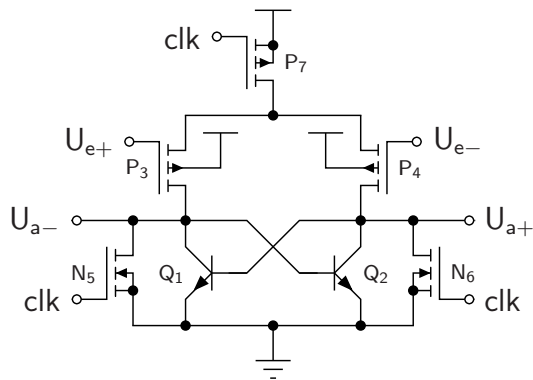 clk
P₇
Uₑ₊
P₃
P₄
Uₑ₋
Uₐ₋
Uₐ₊
N₅
Q₁
Q₂
N₆
clk
clk